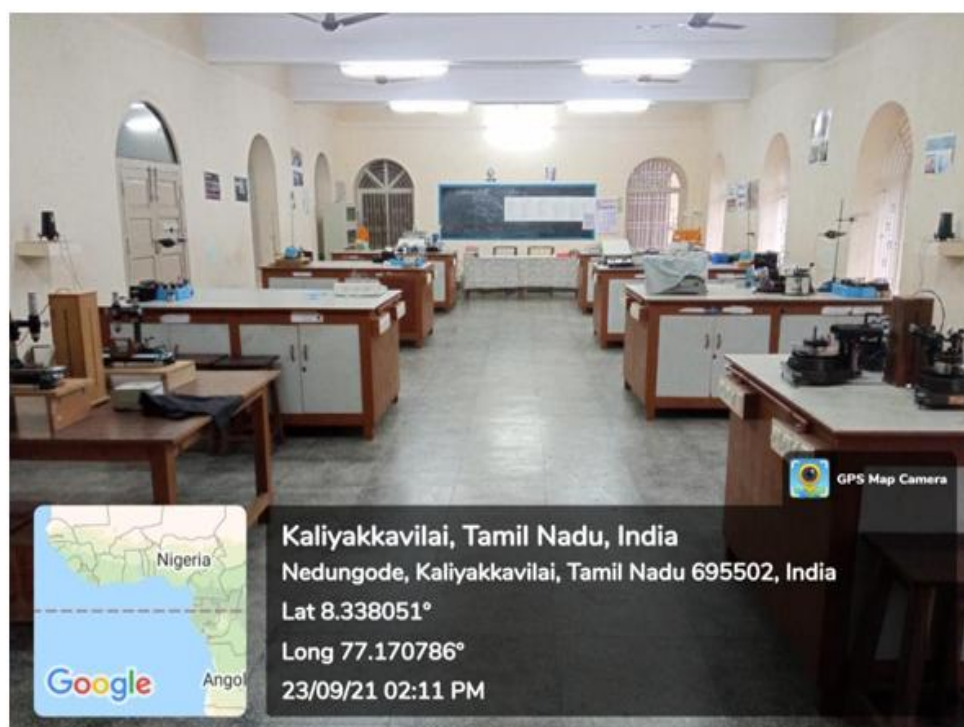 GPS Map Camera
Kaliyakkavilai, Tamil Nadu, India
Nedungode, Kaliyakkavilai, Tamil Nadu 695502, India
Lat 8.338051°
Long 77.170786°
23/09/21 02:11 PM
Nigeria
Angol
Google